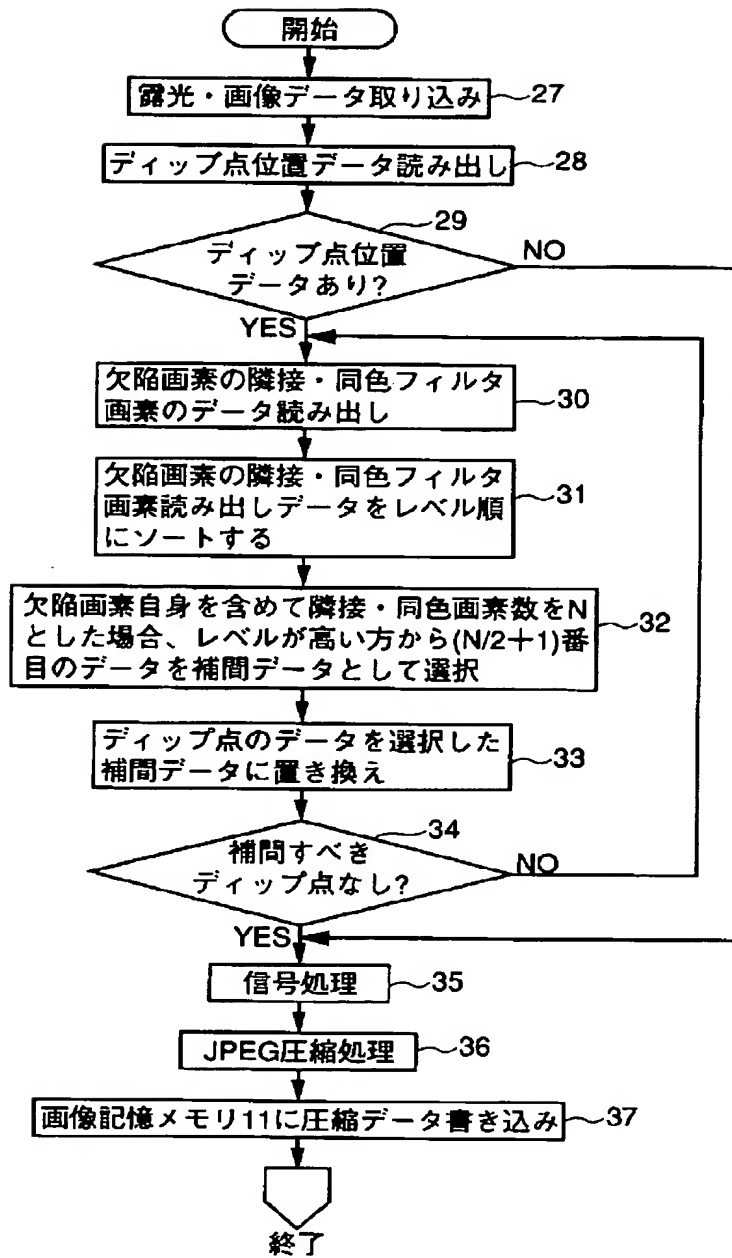 開始
露光・画像データ取り込み 27
ディップ点位置データ読み出し 28
29
ディップ点位置
データあり?
NO
YES
欠陥画素の隣接・同色フィルタ
画素のデータ読み出し
30
欠陥画素の隣接・同色フィルタ
画素読み出しデータをレベル順
にソートする
31
欠陥画素自身を含めて隣接・同色画素数をN
とした場合、レベルが高い方から(N/2+1)番
目のデータを補間データとして選択
32
ディップ点のデータを選択した
補間データに置き換え
33
34
補間すべき
ディップ点なし?
NO
YES
信号処理 35
JPEG圧縮処理 36
画像記憶メモリ11に圧縮データ書き込み 37
終了